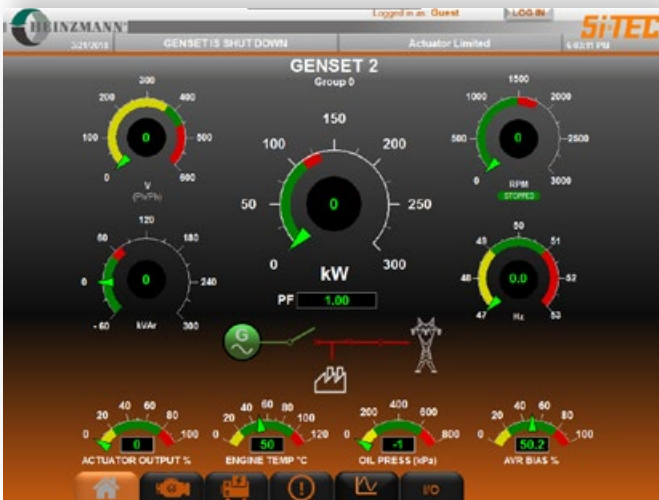 HEINZMANN
Logged in as: Guest
LOG IN
SiTEC
3/21/2018
GENSET IS SHUT DOWN
Actuator Limited
6:03:11 PM
GENSET 2
Group 0
0 100 200 300 400 500 600
0
V
(Ph/Ph)
0 50 100 150 200 250 300
0
kW
PF 1.00
0 500 1000 1500 2000 2500 3000
0
RPM
STOPPED
-60 0 60 120 180 240 300
0
kVAr
47 48 49 51 52 53
0.0
Hz
G
0 20 40 60 80 100
0
ACTUATOR OUTPUT %
0 20 40 60 80 100 120
50
ENGINE TEMP °C
0 200 400 600 800
-1
OIL PRESS (kPa)
0 20 40 60 80 100
50.2
AVR BIAS %
I/O